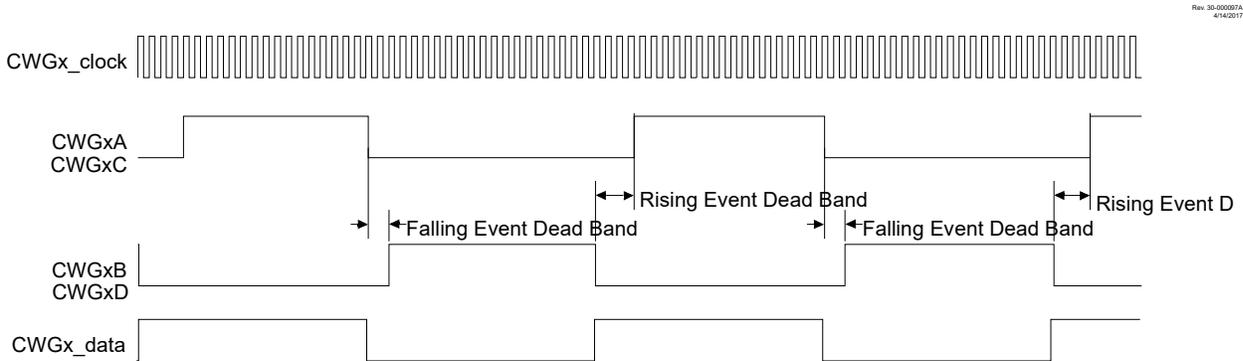 Rev. 30-000097A
4/14/2017
CWGx_clock
CWGxA
CWGxC
Rising Event Dead Band
Rising Event D
Falling Event Dead Band
Falling Event Dead Band
CWGxB
CWGxD
CWGx_data